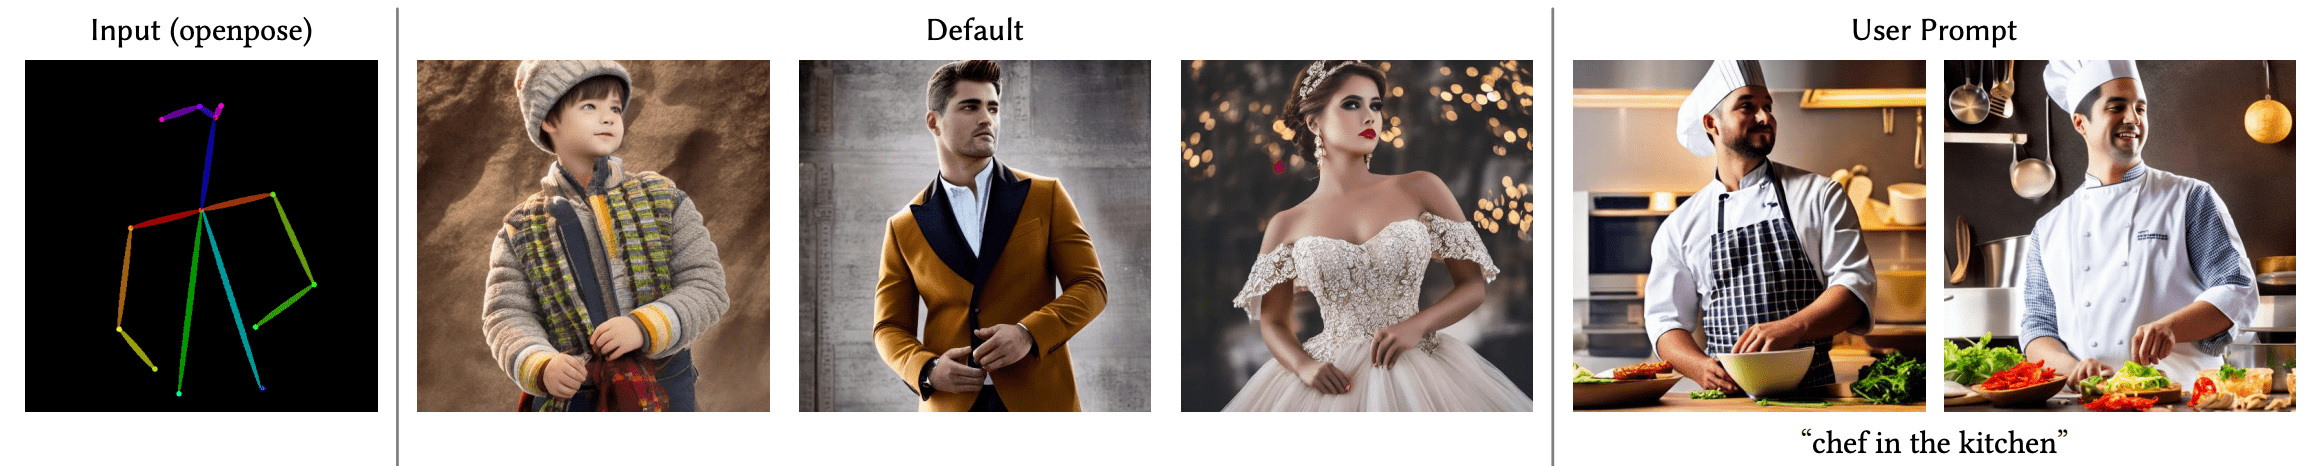 Input (openpose)
Default
User Prompt
“chef in the kitchen”